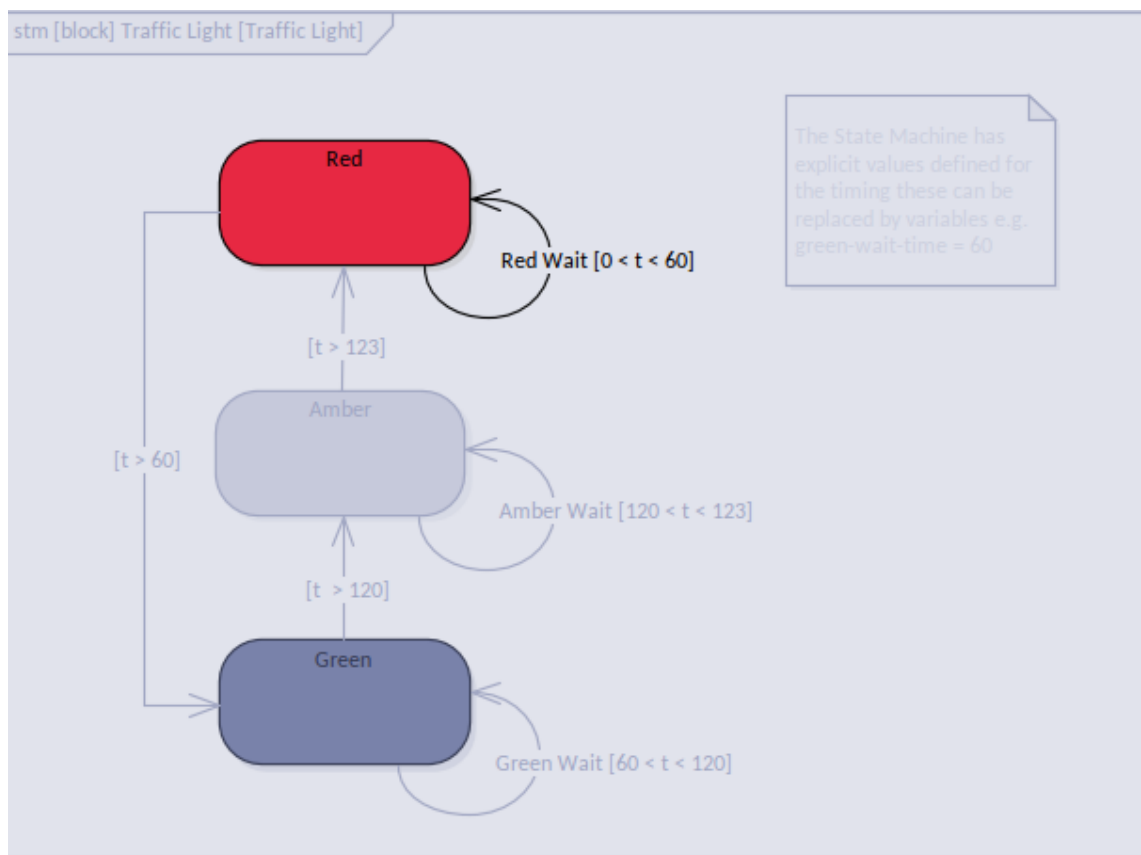 stm [block] Traffic Light [Traffic Light]
The State Machine has
explicit values defined for
the timing these can be
replaced by variables e.g.
green-wait-time = 60
Red
Red Wait [0 < t < 60]
[t > 123]
Amber
[t > 60]
Amber Wait [120 < t < 123]
[t  > 120]
Green
Green Wait [60 < t < 120]